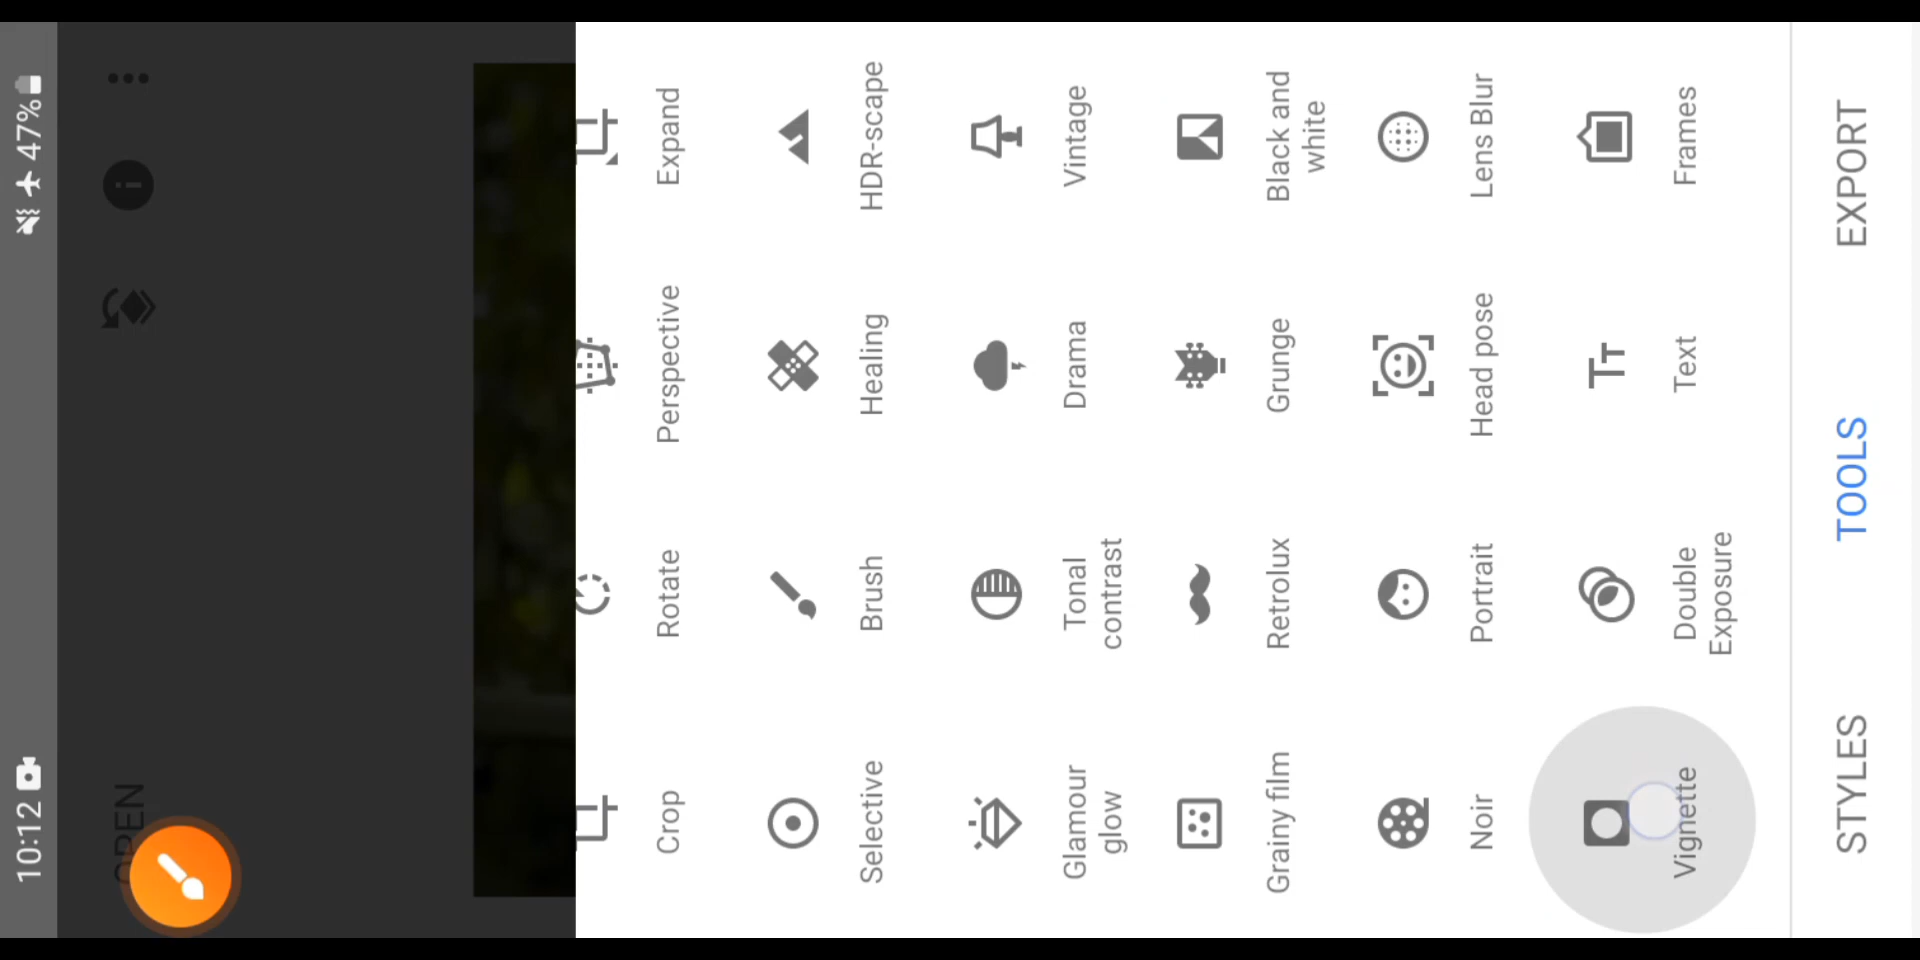 10:12
47%
OPEN
Crop
Rotate
Perspective
Expand
Selective
Brush
Healing
HDR-scape
Glamour
glow
Tonal
contrast
Drama
Vintage
Grainy film
Retrolux
Grunge
Black and
white
Noir
Portrait
Head pose
Lens Blur
Vignette
Double
Exposure
Text
Frames
STYLES
TOOLS
EXPORT